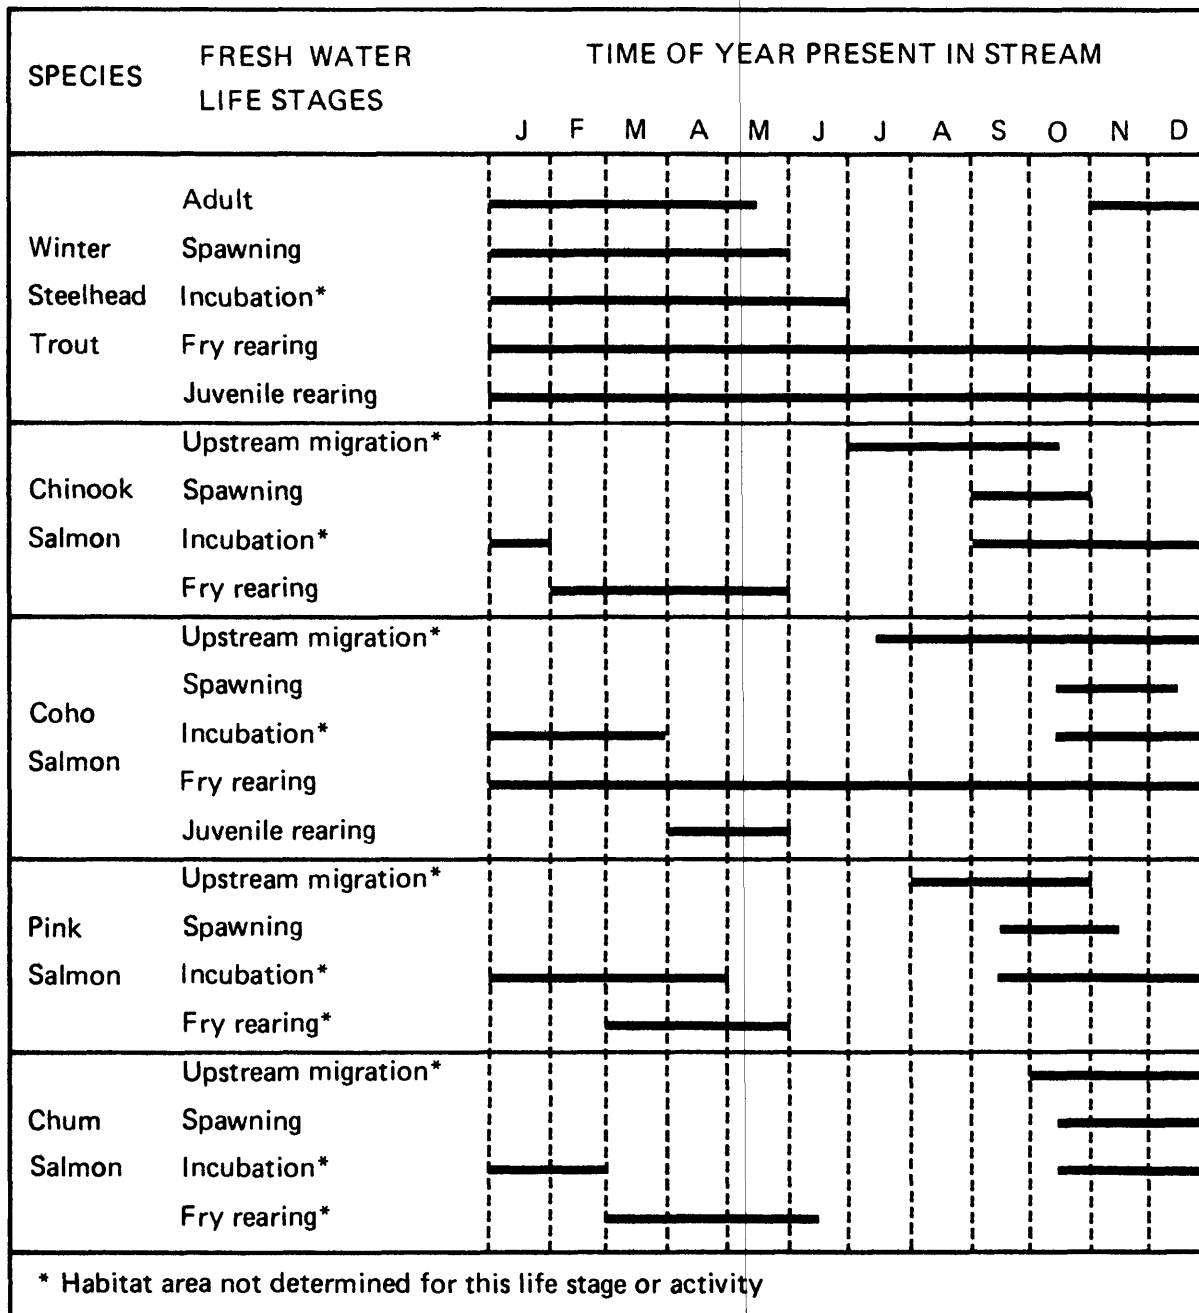 SPECIES FRESH WATER LIFE STAGES TIME OF YEAR PRESENT IN STREAM
J F M A M J J A S O N D
Winter Steelhead Trout
Adult
Spawning
Incubation*
Fry rearing
Juvenile rearing
Chinook Salmon
Upstream migration*
Spawning
Incubation*
Fry rearing
Coho Salmon
Upstream migration*
Spawning
Incubation*
Fry rearing
Juvenile rearing
Pink Salmon
Upstream migration*
Spawning
Incubation*
Fry rearing*
Chum Salmon
Upstream migration*
Spawning
Incubation*
Fry rearing*
* Habitat area not determined for this life stage or activity